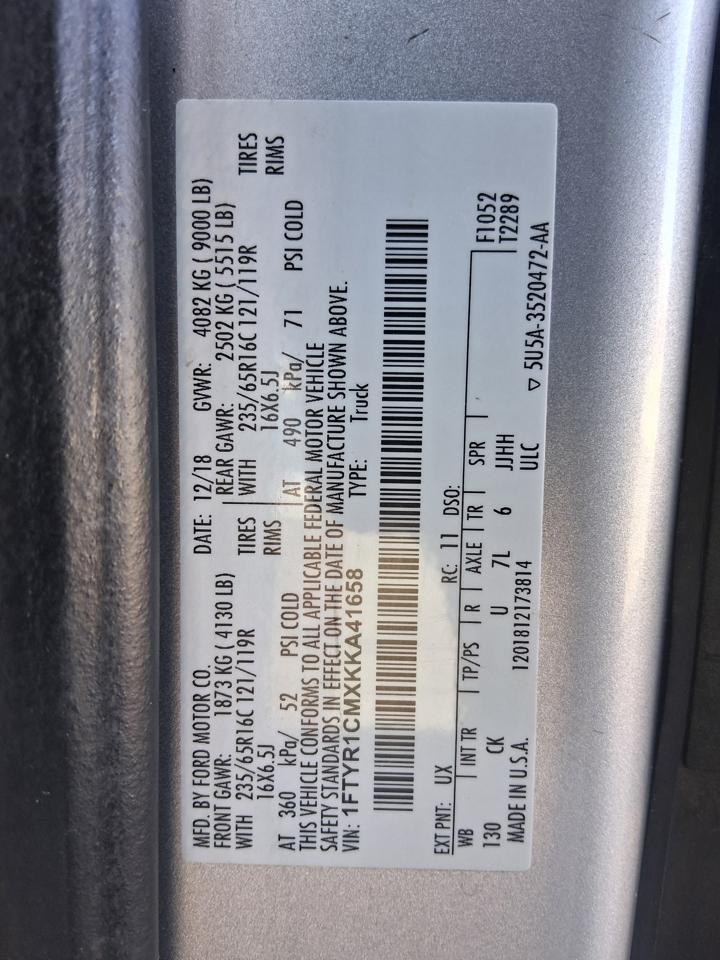 MFD. BY FORD MOTOR CO. DATE: 12/18 GVWR: 4082 KG ( 9000 LB)
FRONT GAWR: 1873 KG ( 4130 LB) REAR GAWR: 2502 KG ( 5515 LB)
WITH 235/65R16C 121/119R TIRES WITH 235/65R16C 121/119R TIRES
16X6.5J RIMS 16X6.5J RIMS
AT 360 kPa/ 52 PSI COLD AT 490 kPa/ 71 PSI COLD
THIS VEHICLE CONFORMS TO ALL APPLICABLE FEDERAL MOTOR VEHICLE
SAFETY STANDARDS IN EFFECT ON THE DATE OF MANUFACTURE SHOWN ABOVE.
VIN: 1FTYR1CMXKKA41658 TYPE: Truck
EXT PNT: UX RC: 11 DSO:
WB INT TR TP/PS R AXLE TR SPR F1052
130 CK U 7L 6 JJHH T2289
MADE IN U.S.A. 1201812173814 ULC
▽ 5U5A-3520472-AA